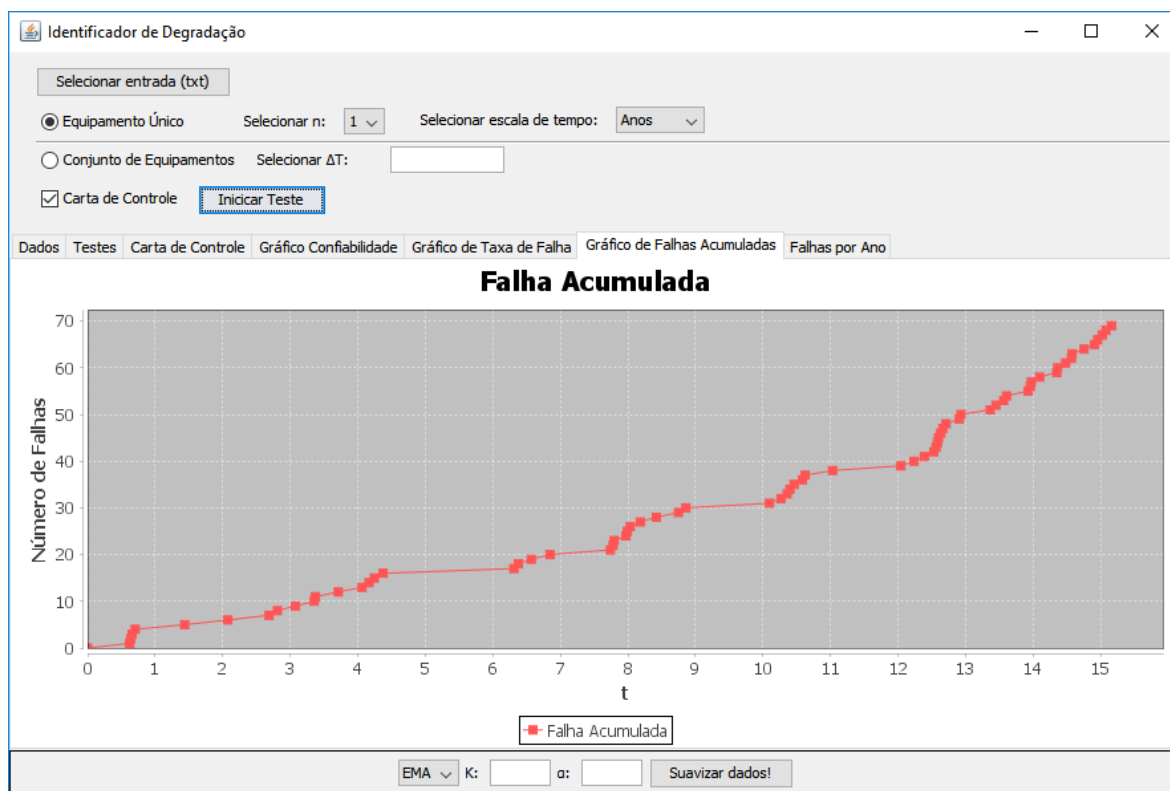 Identificador de Degradação
Selecionar entrada (txt)
Equipamento Único Selecionar n: 1 Selecionar escala de tempo: Anos
Conjunto de Equipamentos Selecionar ΔT:
Carta de Controle Inicicar Teste
Dados Testes Carta de Controle Gráfico Confiabilidade Gráfico de Taxa de Falha Gráfico de Falhas Acumuladas Falhas por Ano
Falha Acumulada
Número de Falhas
70
60
50
40
30
20
10
0
0 1 2 3 4 5 6 7 8 9 10 11 12 13 14 15
t
Falha Acumulada
EMA K: α: Suavizar dados!